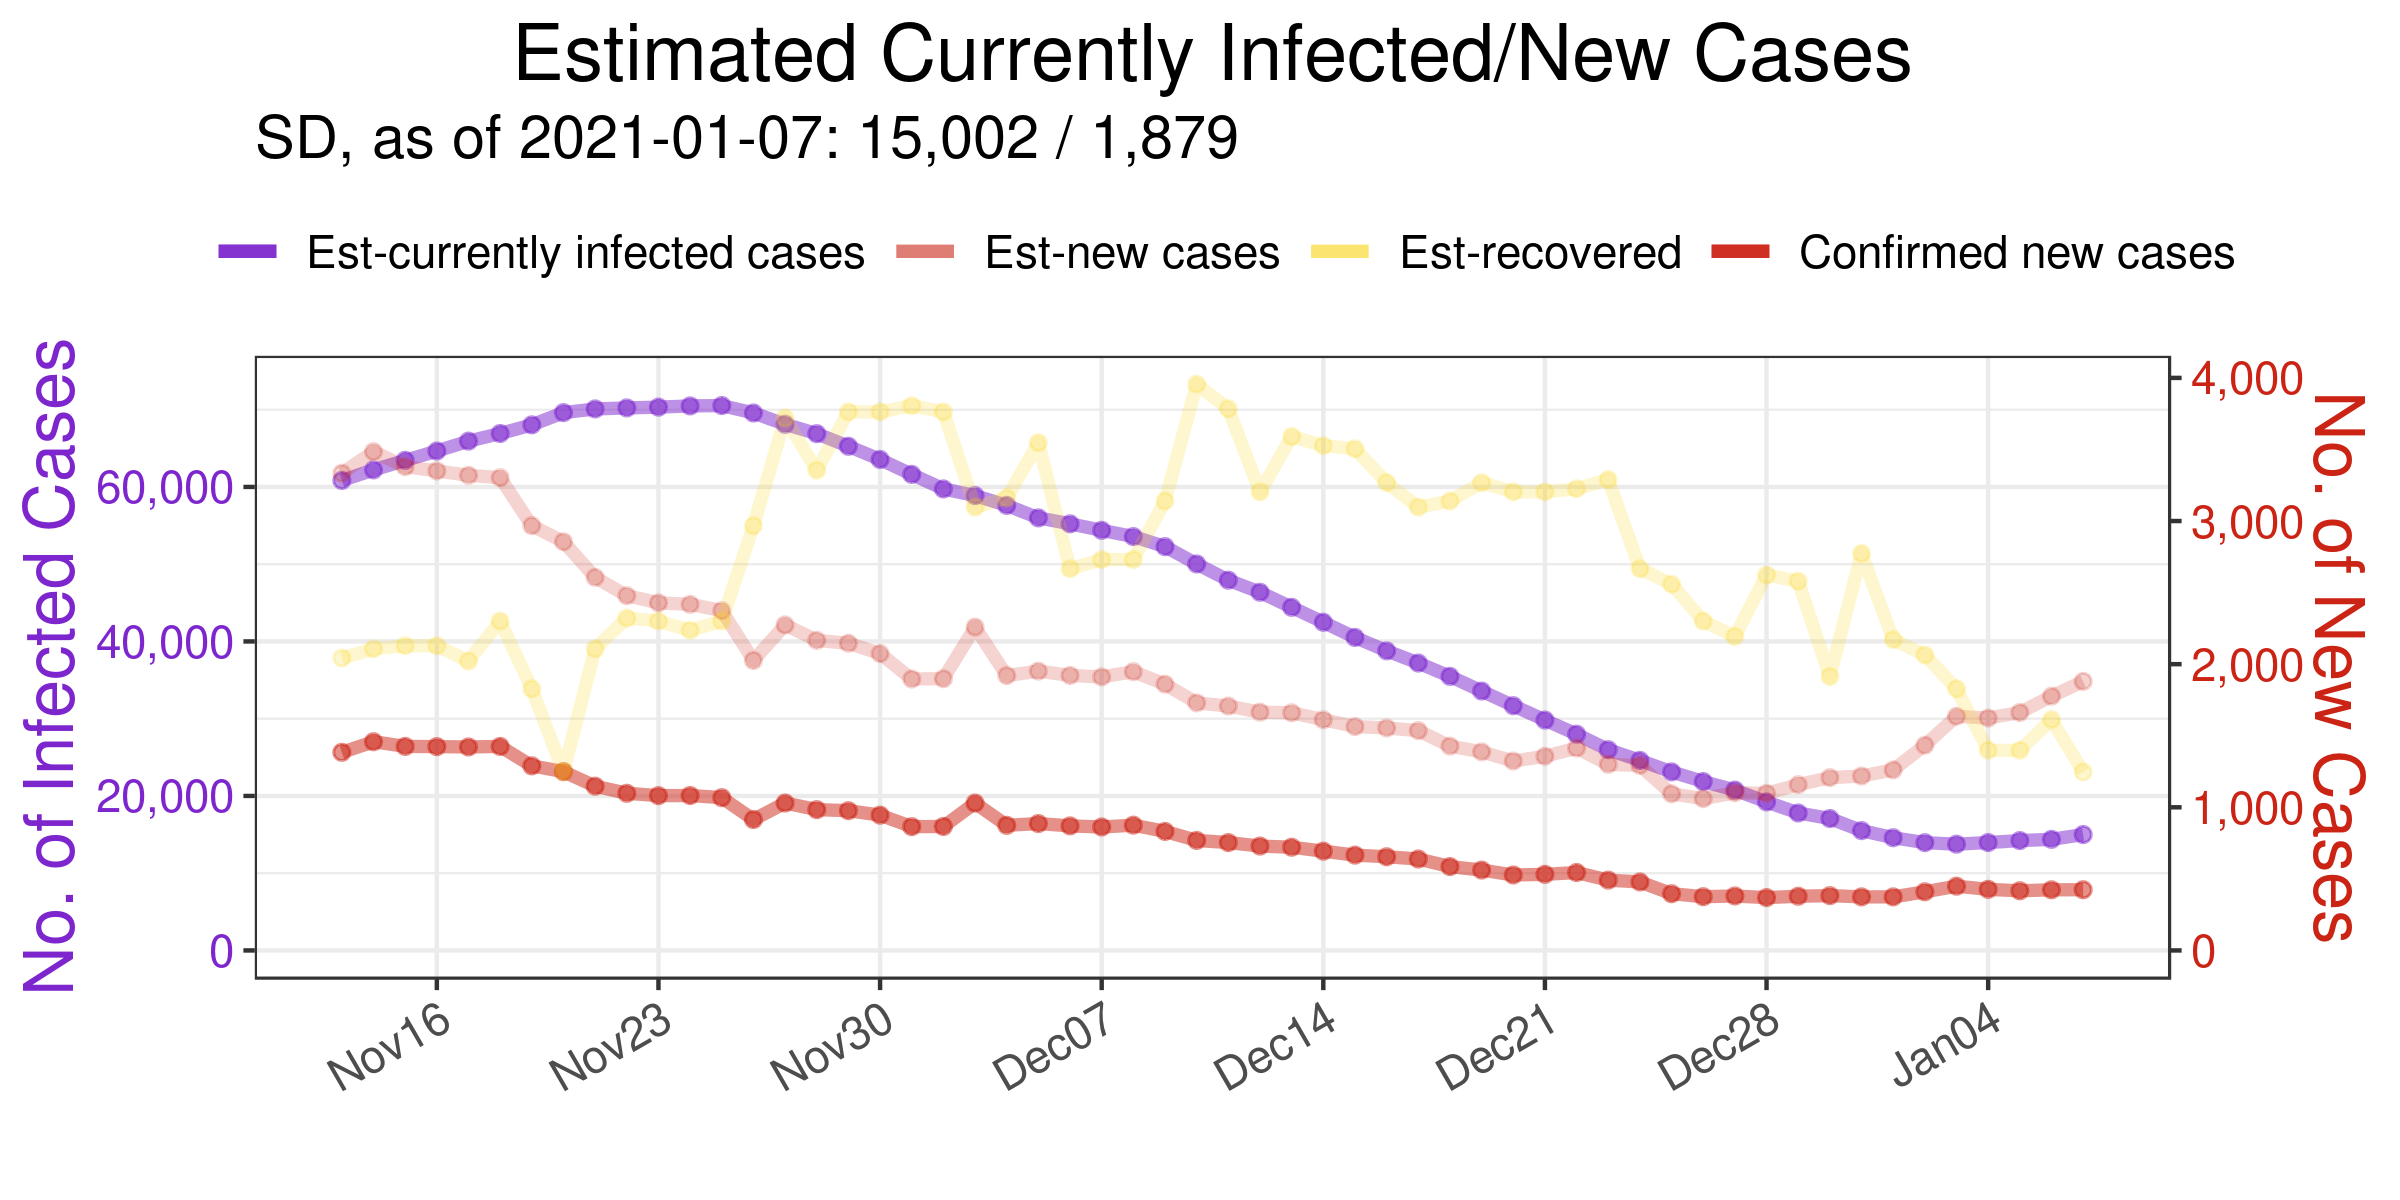 Estimated Currently Infected/New Cases
SD, as of 2021-01-07: 15,002 / 1,879
Est-currently infected cases
Est-new cases
Est-recovered
Confirmed new cases
No. of Infected Cases
60,000
40,000
20,000
0
4,000
3,000
2,000
1,000
0
No. of New Cases
Nov16
Nov23
Nov30
Dec07
Dec14
Dec21
Dec28
Jan04